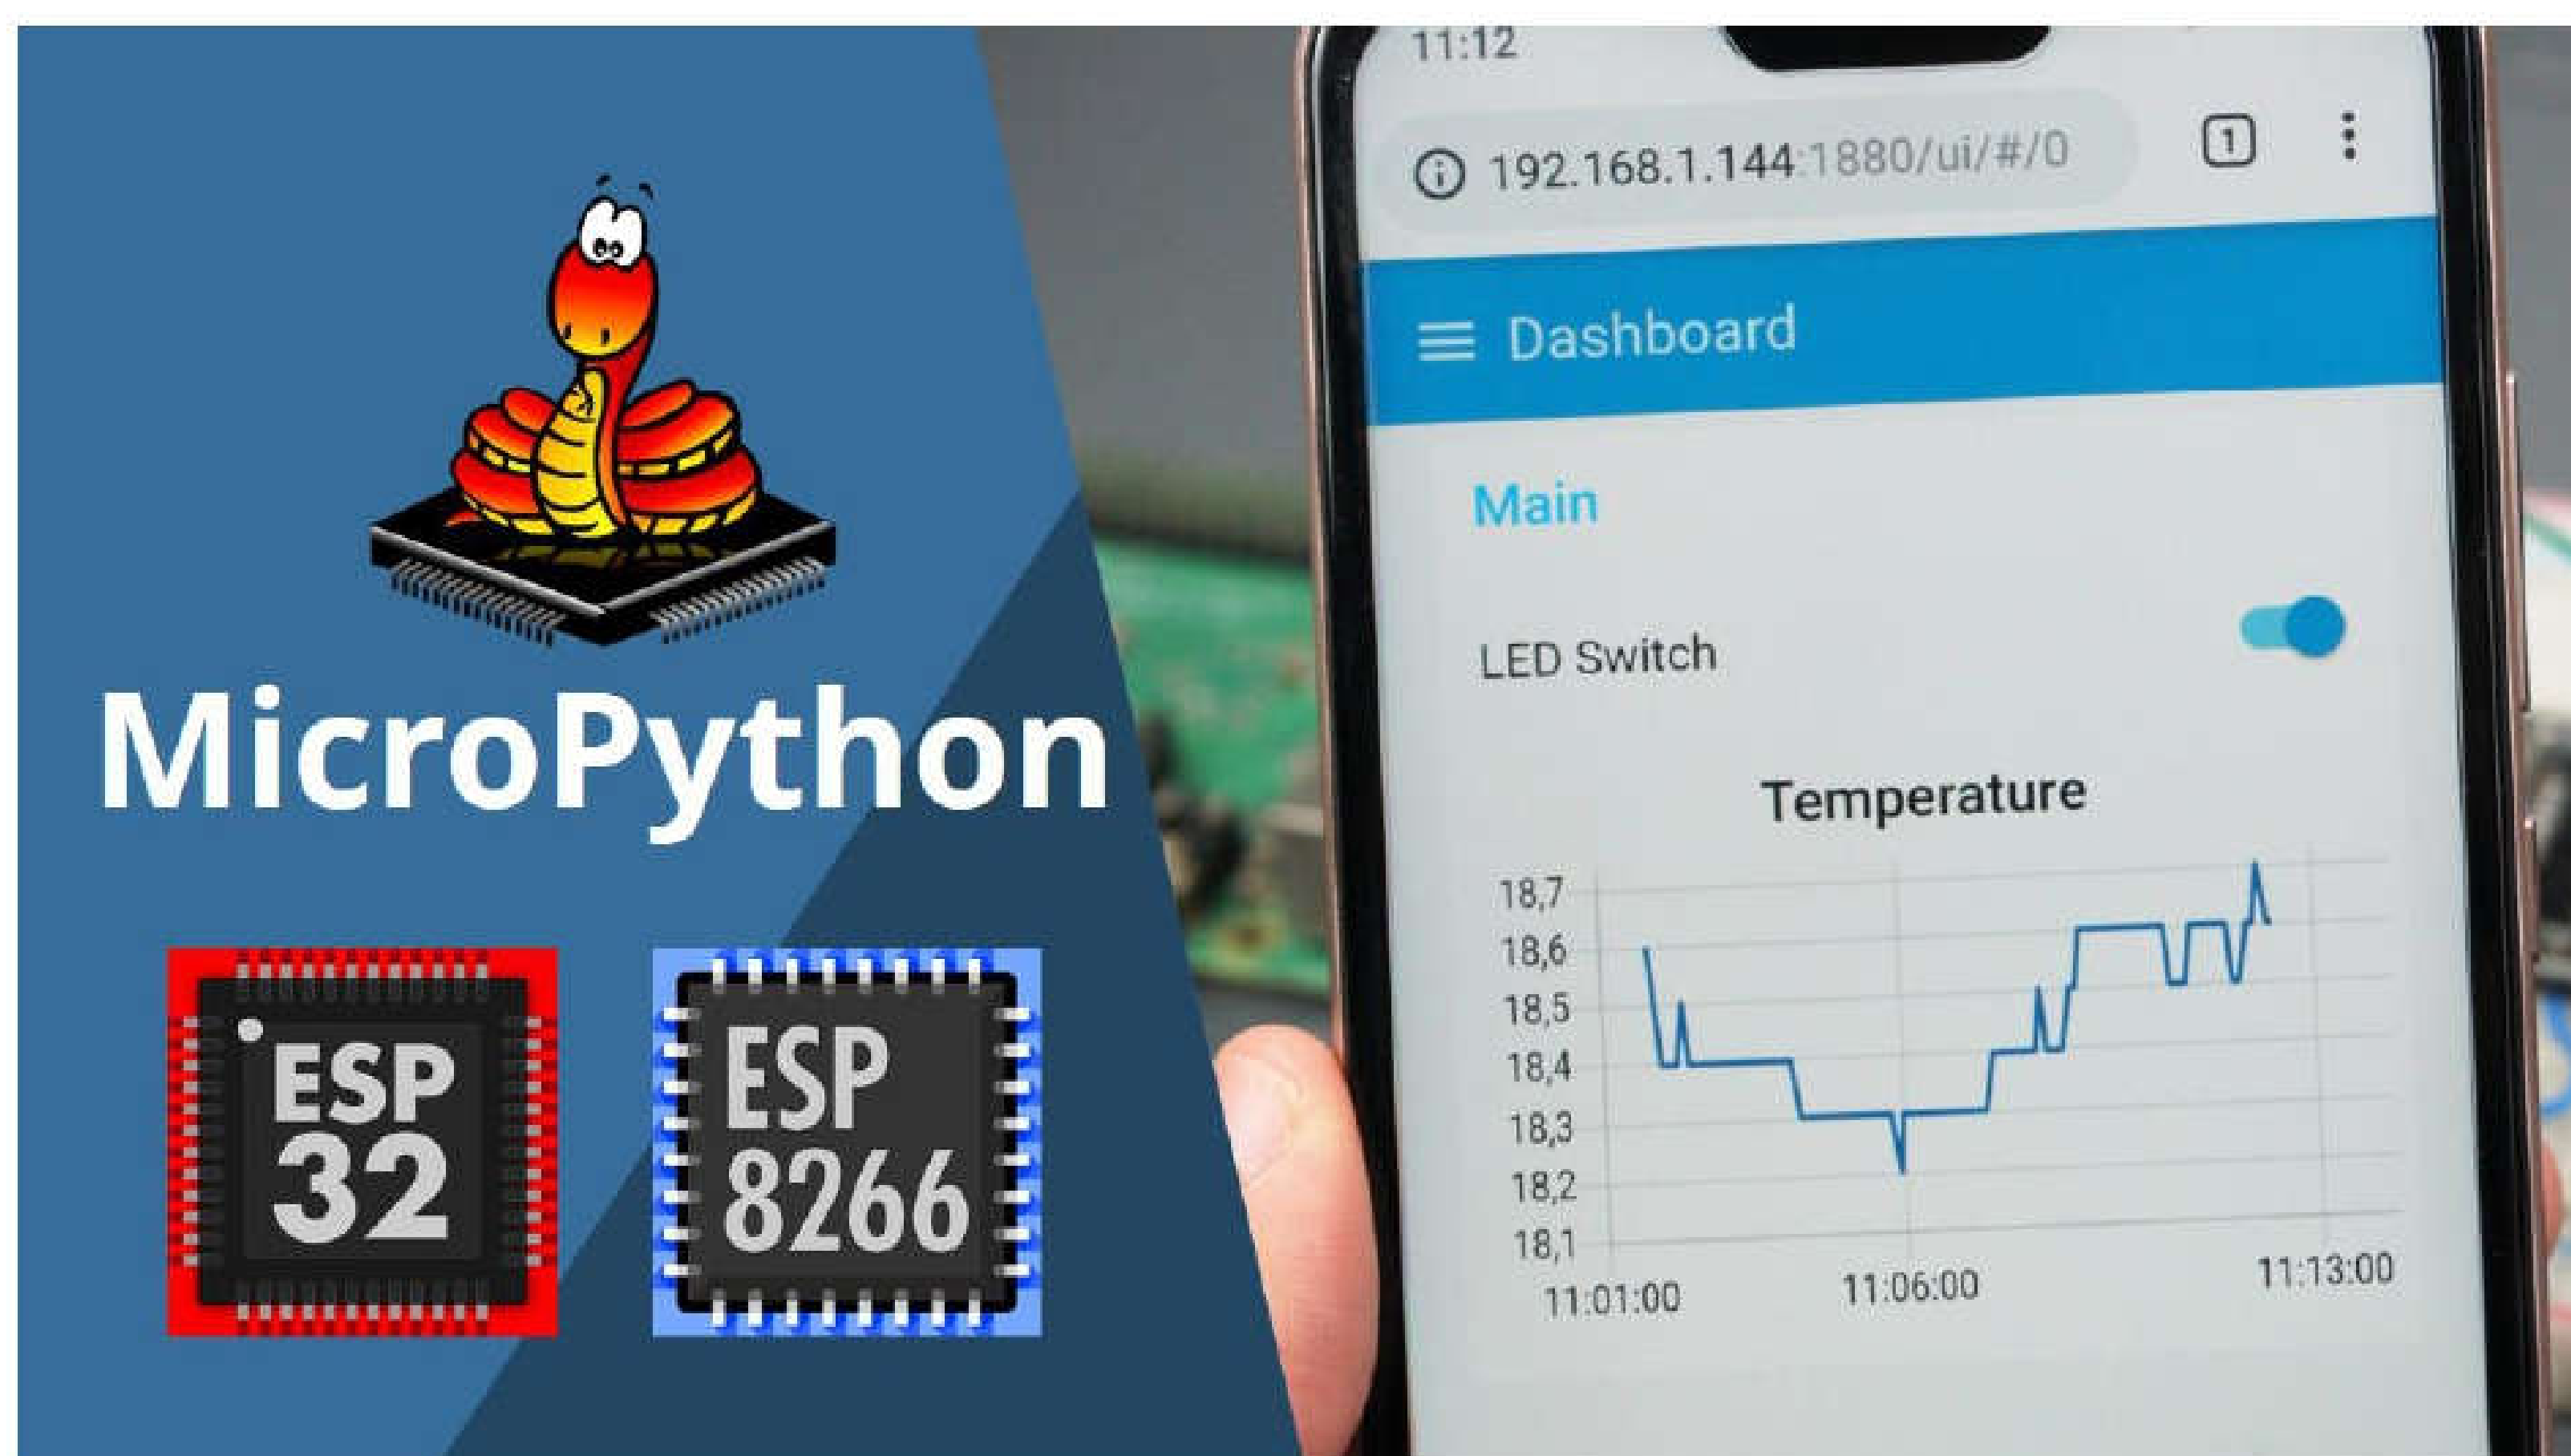 MicroPython
ESP
32
ESP
8266
11:12
192.168.1.144:1880/ui/#/0
1
Dashboard
Main
LED Switch
Temperature
18,7
18,6
18,5
18,4
18,3
18,2
18,1
11:01:00
11:06:00
11:13:00